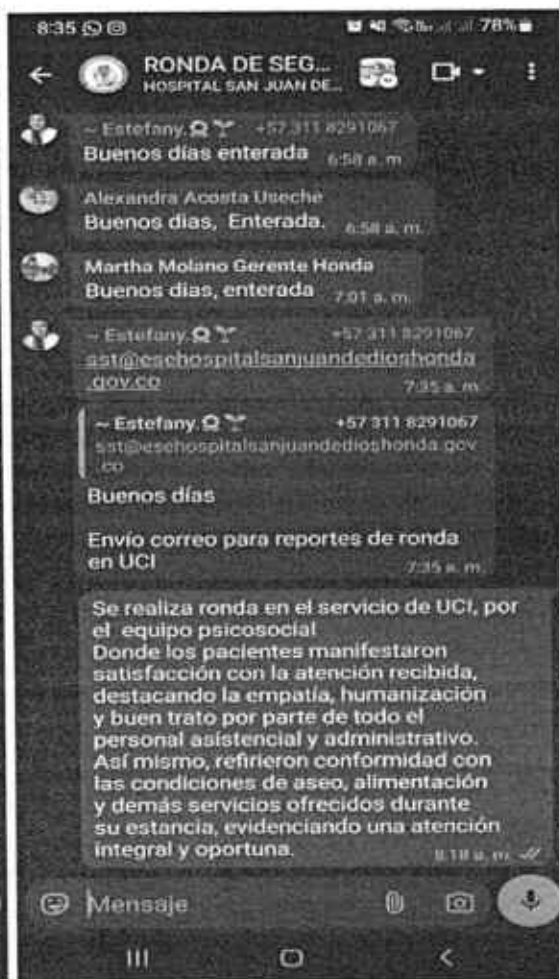 8:35 78%
RONDA DE SEG...
HOSPITAL SAN JUAN DE...
~ Estefany. +57 311 8291067
Buenos días enterada 6:58 a. m.
Alexandra Acosta Useche
Buenos dias, Enterada. 6:58 a. m.
Martha Molano Gerente Honda
Buenos dias, enterada 7:01 a. m.
~ Estefany. +57 311 8291067
sst@esehospitalsanjuandedioshonda
.gov.co 7:35 a. m.
~ Estefany. +57 311 8291067
sst@esehospitalsanjuandedioshonda.gov
.co
Buenos días
Envío correo para reportes de ronda
en UCI 7:35 a. m.
Se realiza ronda en el servicio de UCI, por
el equipo psicosocial
Donde los pacientes manifestaron
satisfacción con la atención recibida,
destacando la empatía, humanización
y buen trato por parte de todo el
personal asistencial y administrativo.
Así mismo, refirieron conformidad con
las condiciones de aseo, alimentación
y demás servicios ofrecidos durante
su estancia, evidenciando una atención
integral y oportuna. 8:18 a. m.
Mensaje